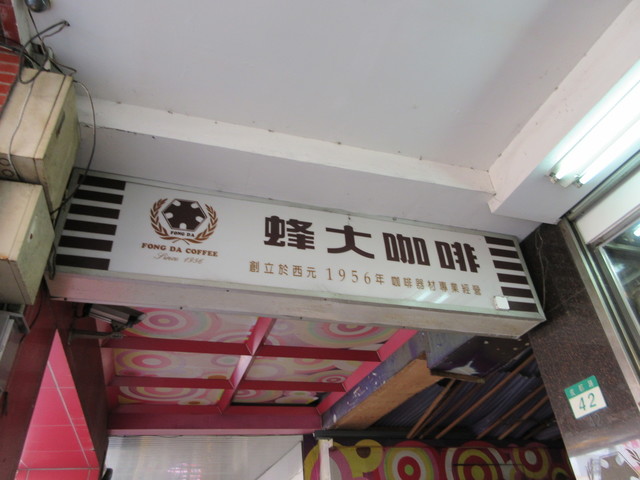 FONG DA
FONG DA COFFEE
Since 1956
蜂大咖啡
創立於西元1956年 咖啡器材專業經營
42